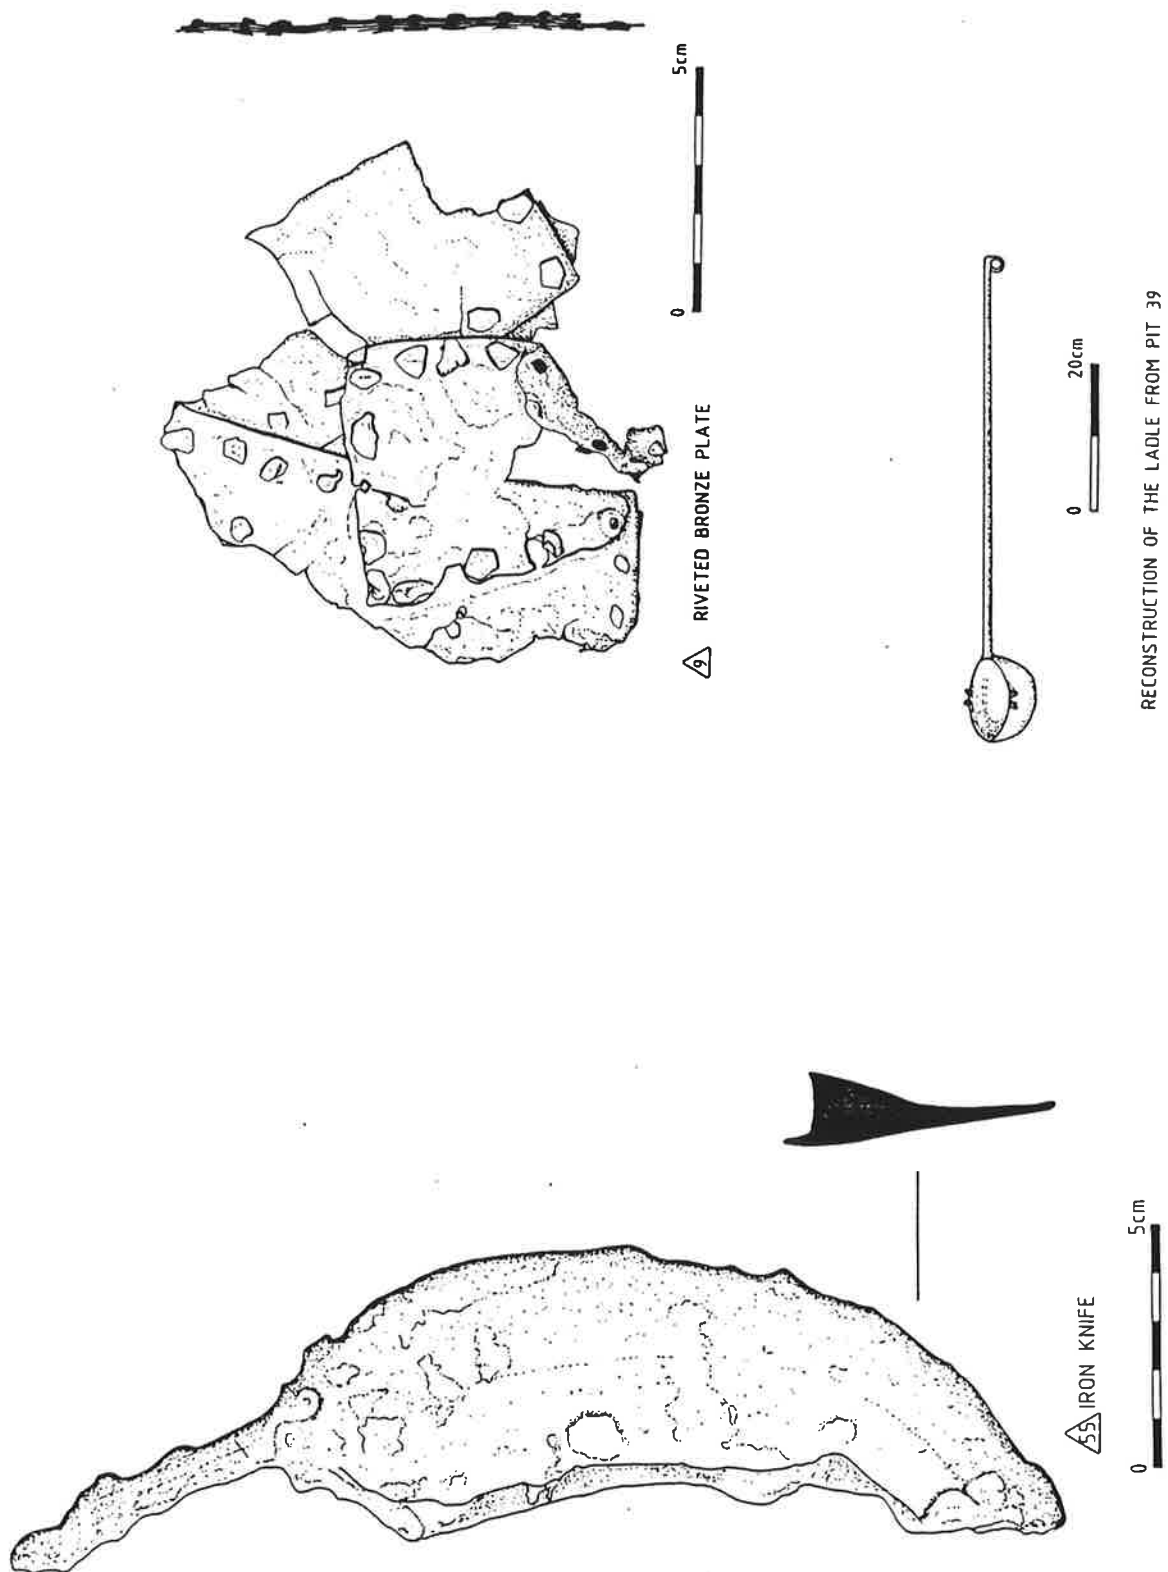 0 5cm
9 RIVETED BRONZE PLATE
0 20cm
RECONSTRUCTION OF THE LADLE FROM PIT 39
55 IRON KNIFE
0 5cm